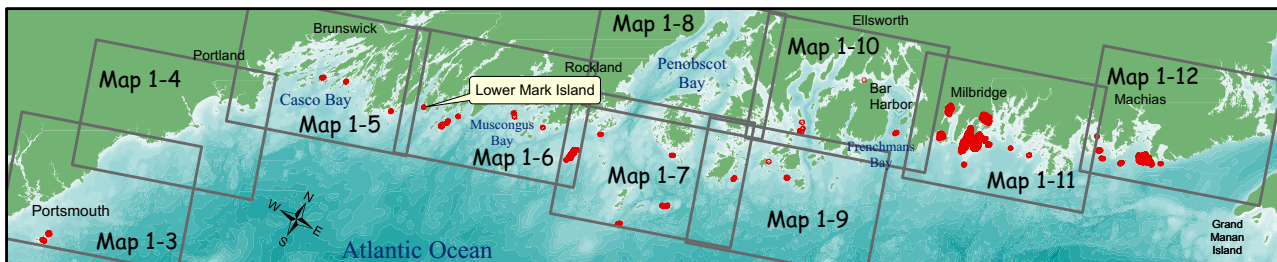 Map 1-8
Ellsworth
Brunswick
Map 1-10
Portland
Map 1-4
Rockland
Penobscot
Bay
Map 1-12
Lower Mark Island
Bar
Harbor
Milbridge
Machias
Casco Bay
Map 1-5
Muscongus
Bay
Map 1-6
Frenchmans
Bay
Map 1-7
Map 1-11
Portsmouth
Map 1-3
N
W
E
S
Map 1-9
Atlantic Ocean
Grand
Manan
Island